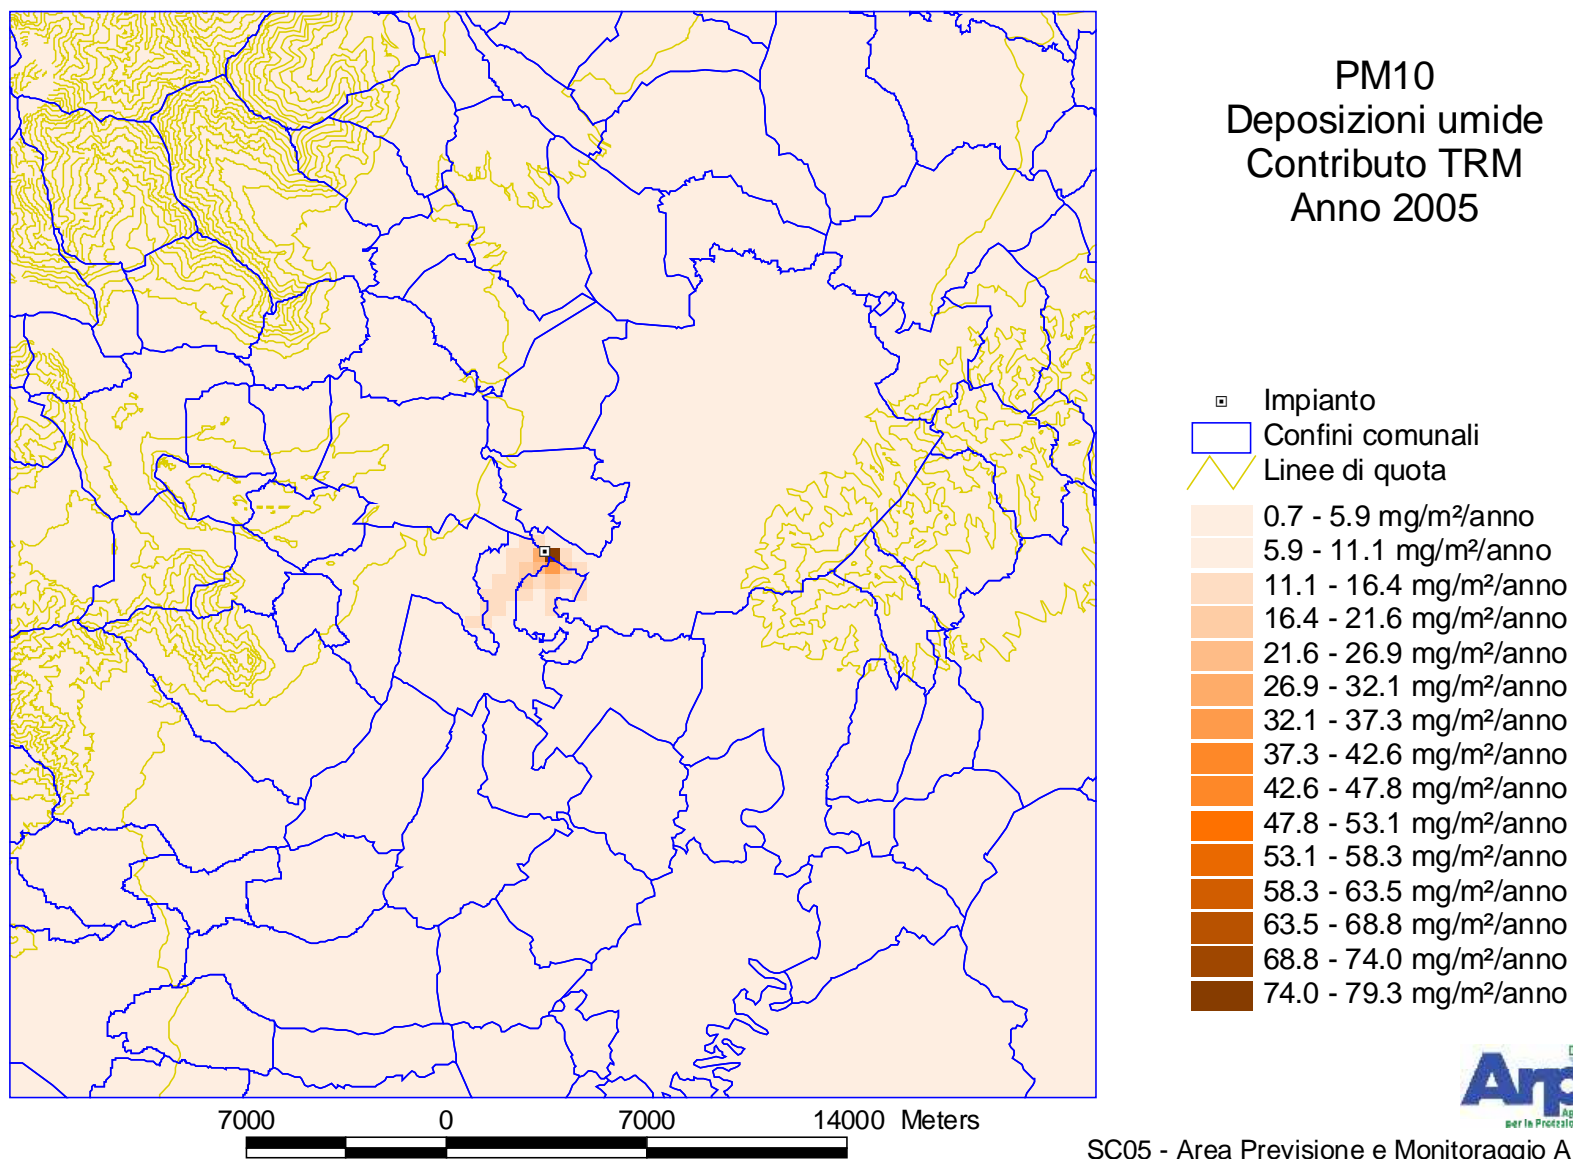 PM10
Deposizioni umide
Contributo TRM
Anno 2005
Impianto
Confini comunali
Linee di quota
0.7 - 5.9 mg/m²/anno
5.9 - 11.1 mg/m²/anno
11.1 - 16.4 mg/m²/anno
16.4 - 21.6 mg/m²/anno
21.6 - 26.9 mg/m²/anno
26.9 - 32.1 mg/m²/anno
32.1 - 37.3 mg/m²/anno
37.3 - 42.6 mg/m²/anno
42.6 - 47.8 mg/m²/anno
47.8 - 53.1 mg/m²/anno
53.1 - 58.3 mg/m²/anno
58.3 - 63.5 mg/m²/anno
63.5 - 68.8 mg/m²/anno
68.8 - 74.0 mg/m²/anno
74.0 - 79.3 mg/m²/anno
Arp
Ag
per la Protezio
7000 0 7000 14000 Meters
SC05 - Area Previsione e Monitoraggio A